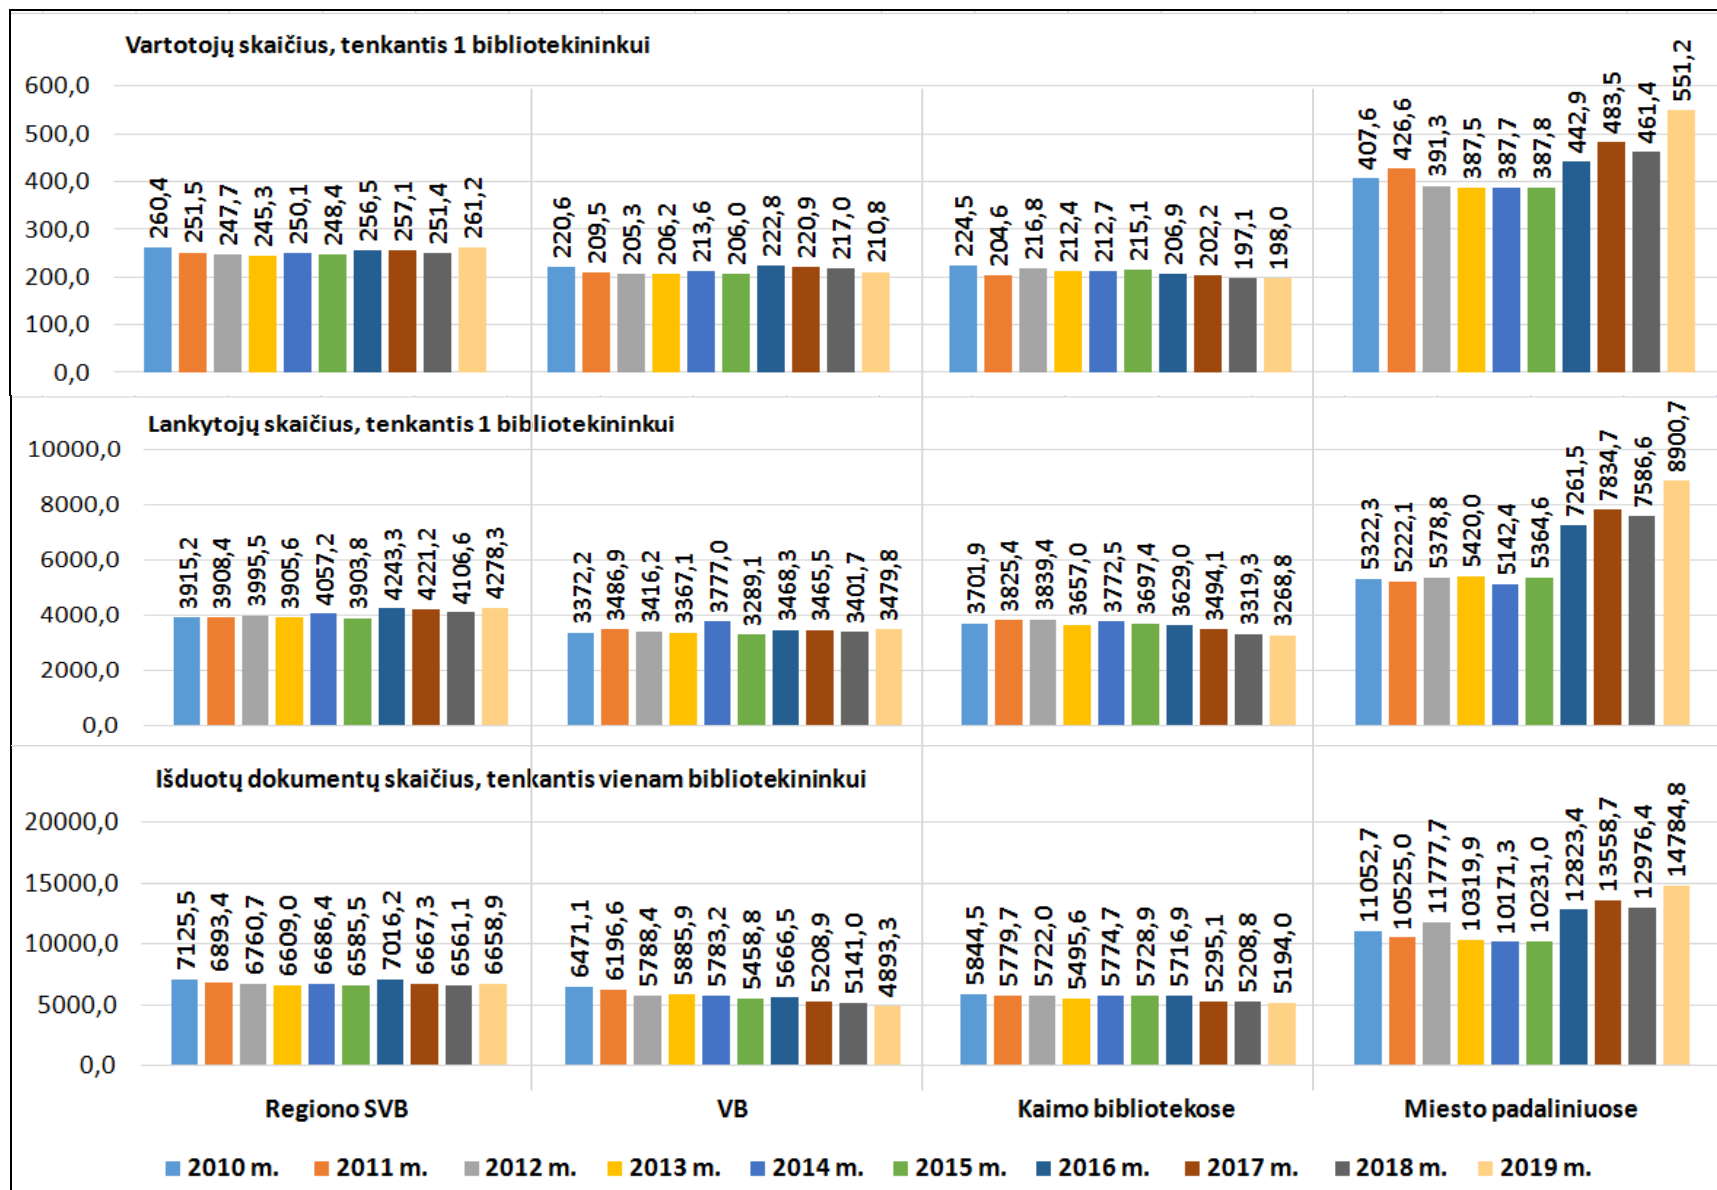 Vartotojų skaičius, tenkantis 1 bibliotekininkui
600,0
500,0
400,0
300,0
200,0
100,0
0,0
260,4 251,5 247,7 245,3 250,1 248,4 256,5 257,1 251,4 261,2
220,6 209,5 205,3 206,2 213,6 206,0 222,8 220,9 217,0 210,8
224,5 204,6 216,8 212,4 212,7 215,1 206,9 202,2 197,1 198,0
407,6 426,6 391,3 387,5 387,7 387,8 442,9 483,5 461,4 551,2
Lankytojų skaičius, tenkantis 1 bibliotekininkui
10000,0
8000,0
6000,0
4000,0
2000,0
0,0
3915,2 3908,4 3995,5 3905,6 4057,2 3903,8 4243,3 4221,2 4106,6 4278,3
3372,2 3486,9 3416,2 3367,1 3777,0 3289,1 3468,3 3465,5 3401,7 3479,8
3701,9 3825,4 3839,4 3657,0 3772,5 3697,4 3629,0 3494,1 3319,3 3268,8
5322,3 5222,1 5378,8 5420,0 5142,4 5364,6 7261,5 7834,7 7586,6 8900,7
Išduotų dokumentų skaičius, tenkantis vienam bibliotekininkui
20000,0
15000,0
10000,0
5000,0
0,0
7125,5 6893,4 6760,7 6609,0 6686,4 6585,5 7016,2 6667,3 6561,1 6658,9
6471,1 6196,6 5788,4 5885,9 5783,2 5458,8 5666,5 5208,9 5141,0 4893,3
5844,5 5779,7 5722,0 5495,6 5774,7 5728,9 5716,9 5295,1 5208,8 5194,0
11052,7 10525,0 11777,7 10319,9 10171,3 10231,0 12823,4 13558,7 12976,4 14784,8
Regiono SVB VB Kaimo bibliotekose Miesto padaliniuose
2010 m. 2011 m. 2012 m. 2013 m. 2014 m. 2015 m. 2016 m. 2017 m. 2018 m. 2019 m.